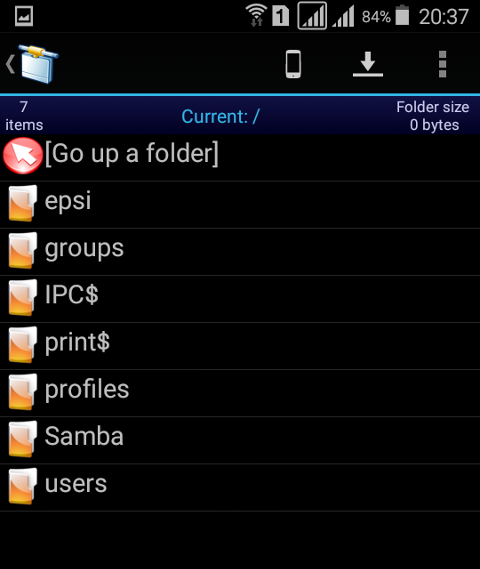 1 84% 20:37
7 items
Current: /
Folder size
0 bytes
[Go up a folder]
epsi
groups
IPC$
print$
profiles
Samba
users